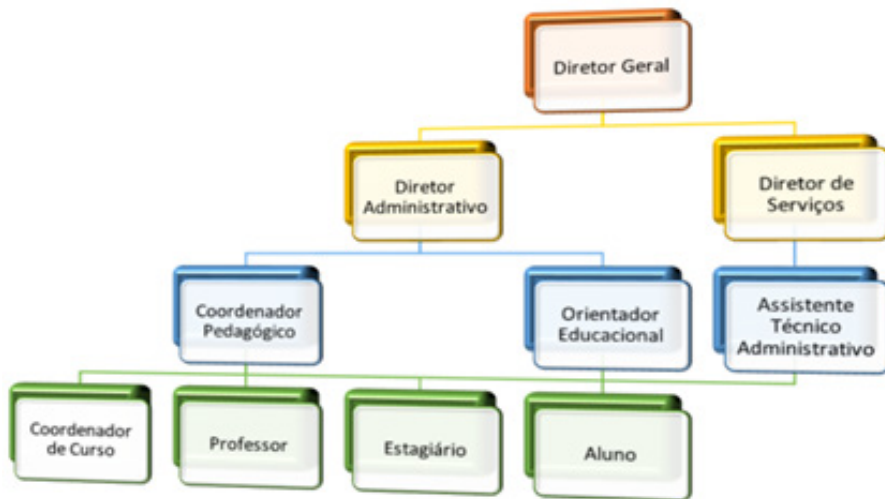 Diretor Geral
Diretor
Administrativo
Diretor de
Serviços
Coordenador
Pedagógico
Orientador
Educacional
Assistente
Técnico
Administrativo
Coordenador
de Curso
Professor
Estagiário
Aluno